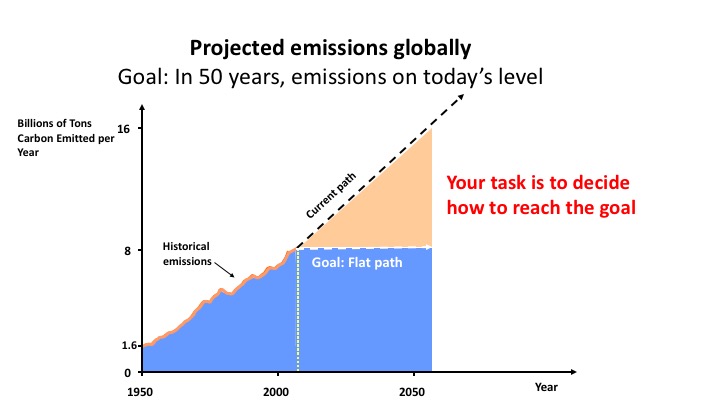 Projected emissions globally
Goal: In 50 years, emissions on today's level
Billions of Tons
Carbon Emitted per
Year
16
Current path
Your task is to decide
how to reach the goal
Historical
emissions
8
Goal: Flat path
1.6
0
1950
2000
2050
Year